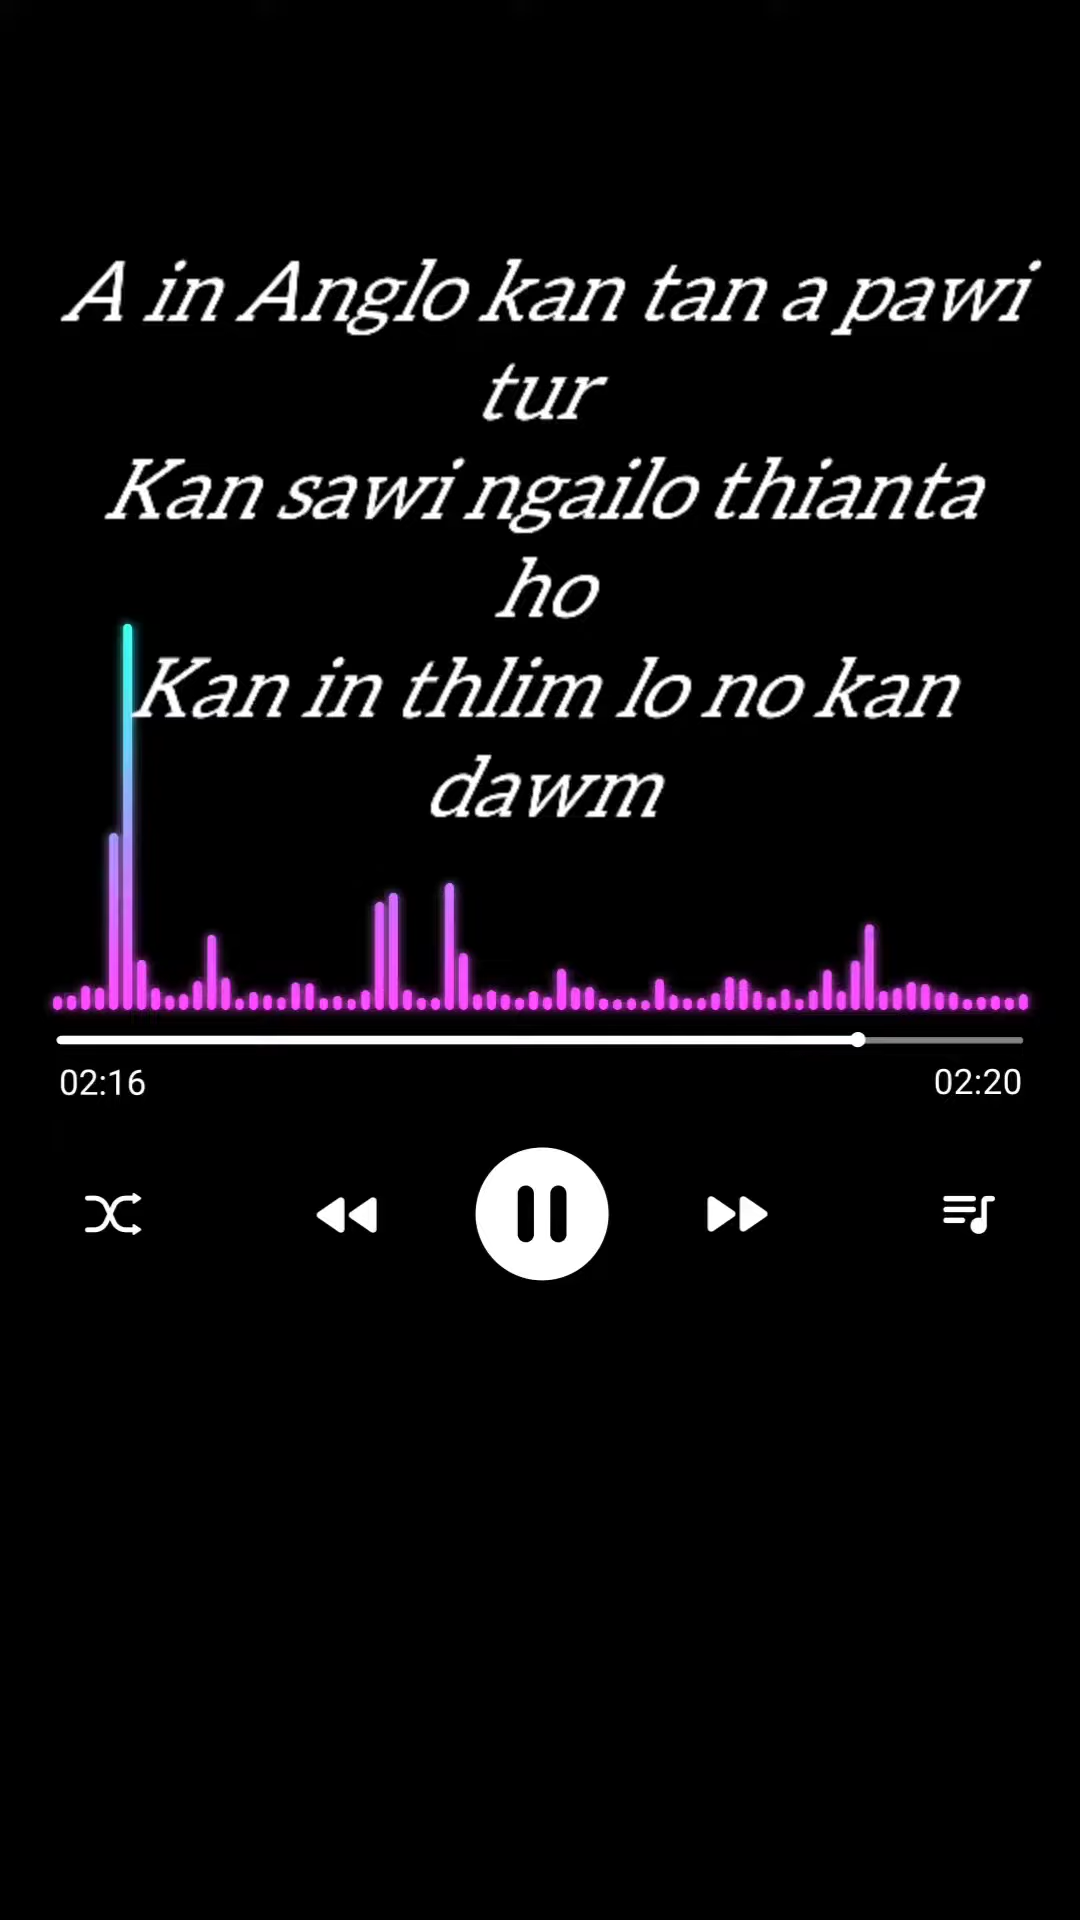 A in Anglo kan tan a pawi
tur
Kan sawi ngailo thianta
ho
Kan in thlim lo no kan
dawm
02:16
02:20